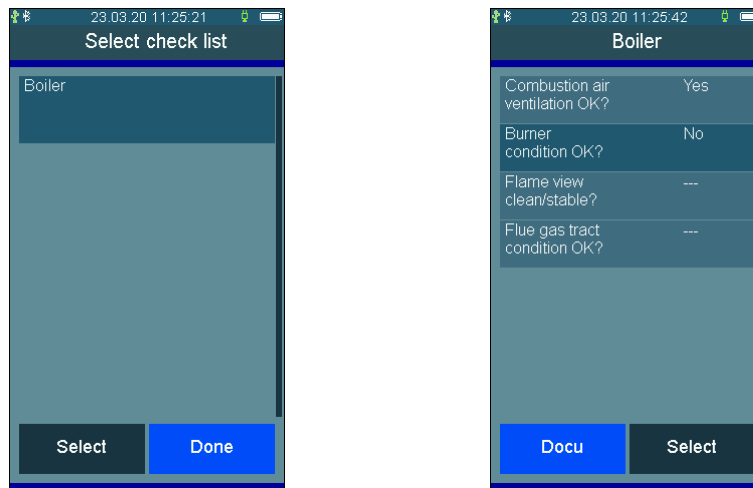 23.03.20 11:25:21
Select check list
Boiler
Select
Done
23.03.20 11:25:42
Boiler
Combustion air
ventilation OK?
Yes
Burner
condition OK?
No
Flame view
clean/stable?
---
Flue gas tract
condition OK?
---
Docu
Select